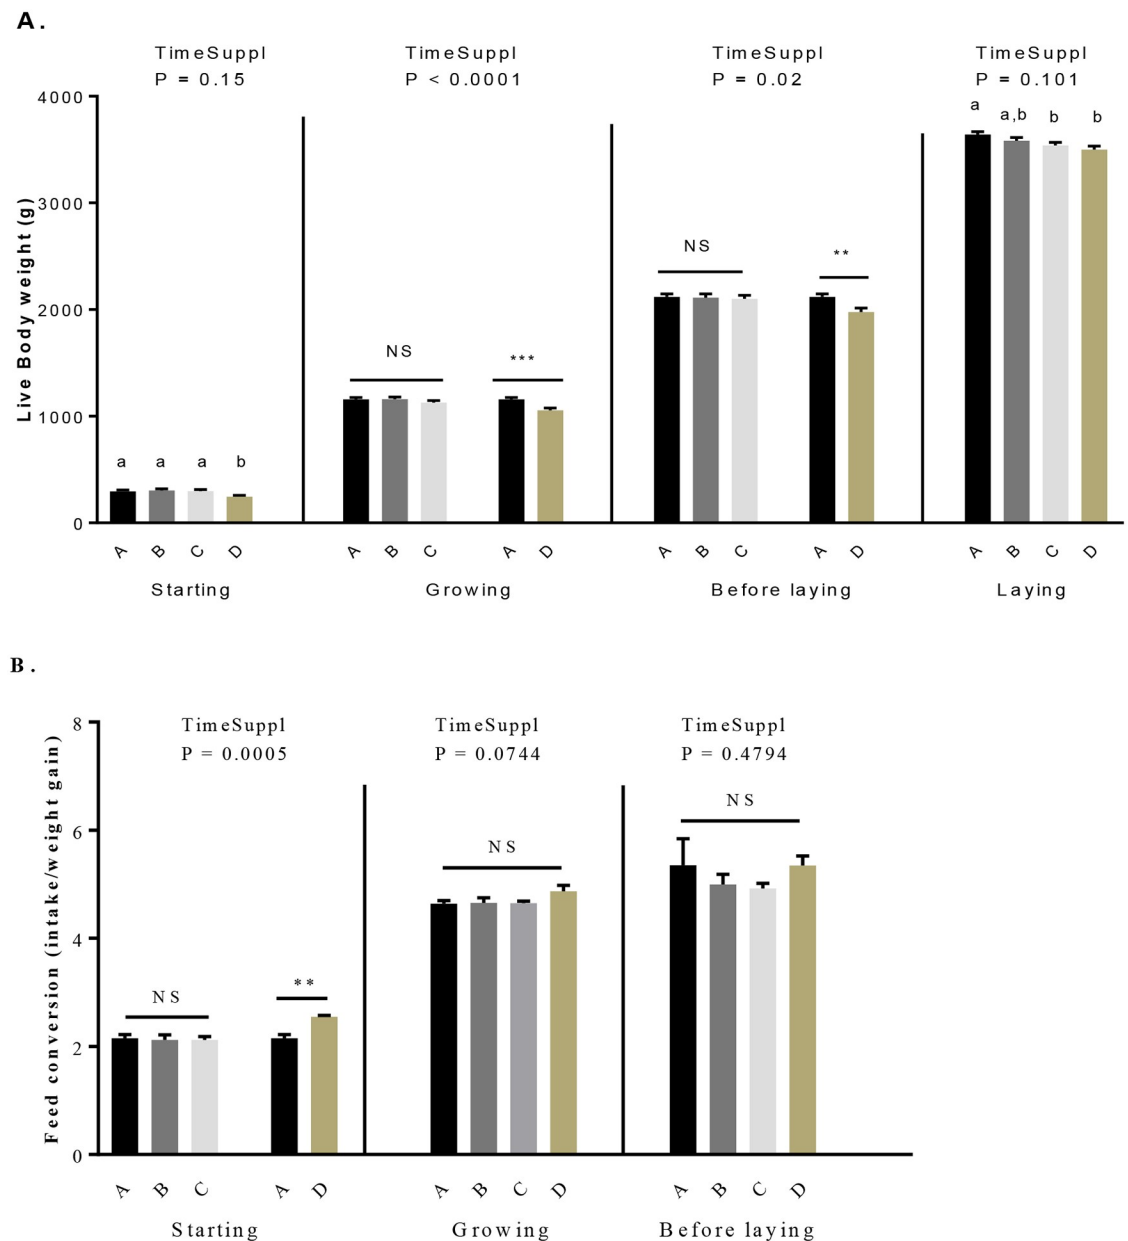 A.
TimeSuppl TimeSuppl TimeSuppl TimeSuppl
P = 0.15 P < 0.0001 P = 0.02 P = 0.101
Live Body weight (g)
4000
3000
2000
1000
0
a a a b
NS ***
NS **
a a,b b b
A B C D A B C A D A B C A D A B C D
Starting Growing Before laying Laying
B.
TimeSuppl TimeSuppl TimeSuppl
P = 0.0005 P = 0.0744 P = 0.4794
Feed conversion (intake/weight gain)
8
6
4
2
0
NS **
NS
NS
A B C A D A B C D A B C D
Starting Growing Before laying